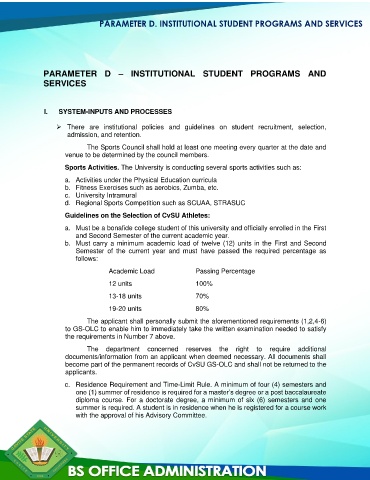 PARAMETER D. INSTITUTIONAL STUDENT PROGRAMS AND SERVICES
PARAMETER D – INSTITUTIONAL STUDENT PROGRAMS AND
SERVICES
I. SYSTEM-INPUTS AND PROCESSES
➢ There are institutional policies and guidelines on student recruitment, selection,
admission, and retention.
The Sports Council shall hold at least one meeting every quarter at the date and
venue to be determined by the council members.
Sports Activities. The University is conducting several sports activities such as:
a. Activities under the Physical Education curricula
b. Fitness Exercises such as aerobics, Zumba, etc.
c. University Intramural
d. Regional Sports Competition such as SCUAA, STRASUC
Guidelines on the Selection of CvSU Athletes:
a. Must be a bonafide college student of this university and officially enrolled in the First
and Second Semester of the current academic year.
b. Must carry a minimum academic load of twelve (12) units in the First and Second
Semester of the current year and must have passed the required percentage as
follows:
Academic Load Passing Percentage
12 units 100%
13-18 units 70%
19-20 units 80%
The applicant shall personally submit the aforementioned requirements (1,2,4-6)
to GS-OLC to enable him to immediately take the written examination needed to satisfy
the requirements in Number 7 above.
The department concerned reserves the right to require additional
documents/information from an applicant when deemed necessary. All documents shall
become part of the permanent records of CvSU GS-OLC and shall not be returned to the
applicants.
c. Residence Requirement and Time-Limit Rule. A minimum of four (4) semesters and
one (1) summer of residence is required for a master's degree or a post baccalaureate
diploma course. For a doctorate degree, a minimum of six (6) semesters and one
summer is required. A student is in residence when he is registered for a course work
with the approval of his Advisory Committee.
BS OFFICE ADMINISTRATION